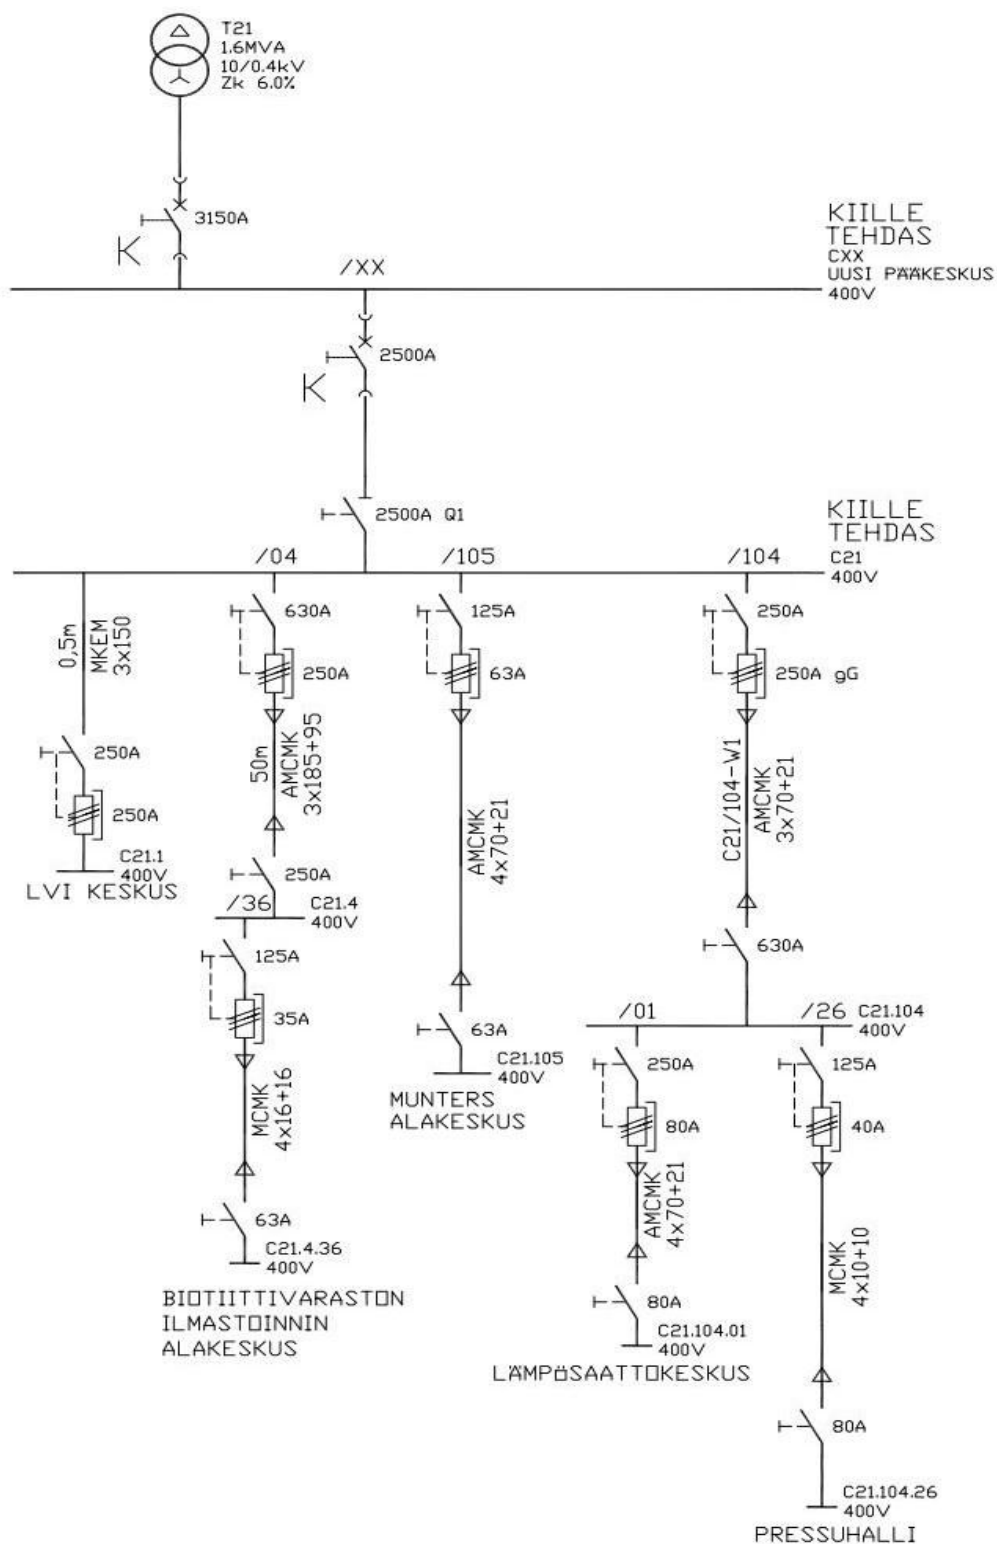 T21
1.6MVA
10/0.4kV
Zk 6.0%
3150A
K
KIILLE
TEHDAS
CXX
UUSI PÄÄKESKUS
400V
/XX
2500A
K
2500A Q1
KIILLE
TEHDAS
C21
400V
/04
/105
/104
0,5m
MKEM
3x150
250A
250A
C21.1
400V
LVI KESKUS
630A
250A
50m
AMCMK
3x185+95
250A
C21.4
400V
/36
125A
35A
MCMK
4x16+16
63A
C21.4.36
400V
BIOTIITTIVARASTON
ILMASTOINNIN
ALAKESKUS
125A
63A
AMCMK
4x70+21
63A
C21.105
400V
MUNTERS
ALAKESKUS
250A
250A gG
C21/104-W1
AMCMK
3x70+21
630A
C21.104
400V
/01
/26
250A
80A
AMCMK
4x70+21
80A
C21.104.01
400V
LÄMPÖSAATTOKESKUS
125A
40A
MCMK
4x10+10
80A
C21.104.26
400V
PRESSUHALLI